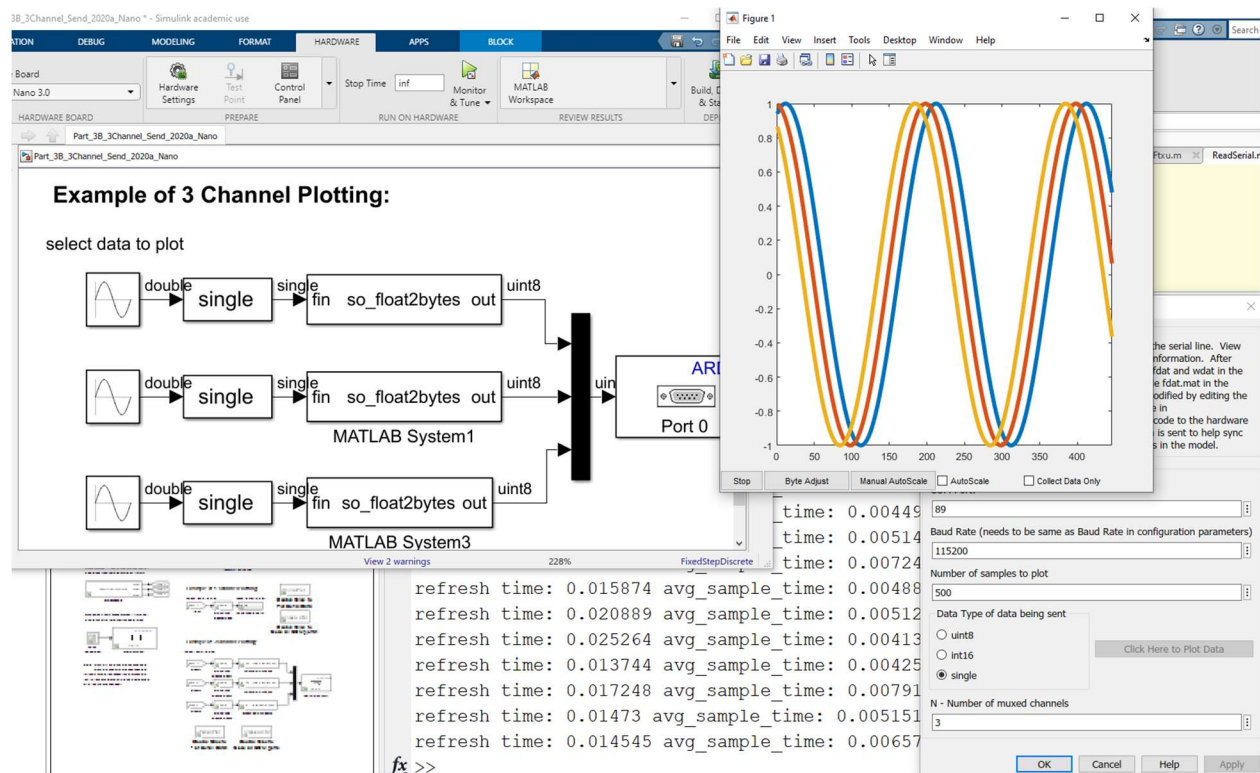 3B_3Channel_Send_2020a_Nano * - Simulink academic use
ATION DEBUG MODELING FORMAT HARDWARE APPS BLOCK
Board
Nano 3.0
Hardware Settings
Test Point
Control Panel
Stop Time inf
Monitor & Tune
MATLAB Workspace
Build, D
& Sta
HARDWARE BOARD PREPARE RUN ON HARDWARE REVIEW RESULTS DEP
Part_3B_3Channel_Send_2020a_Nano
Part_3B_3Channel_Send_2020a_Nano
Example of 3 Channel Plotting:
select data to plot
double single single fin so_float2bytes out uint8
double single single fin so_float2bytes out uint8
MATLAB System1
double single single fin so_float2bytes out uint8
MATLAB System3
uin
ARD
Port 0
View 2 warnings 228% FixedStepDiscrete
Figure 1
File Edit View Insert Tools Desktop Window Help
1
0.8
0.6
0.4
0.2
0
-0.2
-0.4
-0.6
-0.8
-1
0 50 100 150 200 250 300 350 400
Stop Byte Adjust Manual AutoScale AutoScale Collect Data Only
Search
Ftxu.m ReadSerial.m
the serial line. View
nformation. After
fdat and wdat in the
e fdat.mat in the
odified by editing the
e in
code to the hardware
is sent to help sync
s in the model.
89
Baud Rate (needs to be same as Baud Rate in configuration parameters)
115200
Number of samples to plot
500
Data Type of data being sent
uint8
int16
single
Click Here to Plot Data
N - Number of muxed channels
3
OK Cancel Help Apply
_time: 0.00449
_time: 0.00514
_time: 0.00724
refresh time: 0.015874 avg_sample_time: 0.00488
refresh time: 0.020883 avg_sample_time: 0.00512
refresh time: 0.025264 avg_sample_time: 0.00413
refresh time: 0.013744 avg_sample_time: 0.00425
refresh time: 0.017248 avg_sample_time: 0.00791
refresh time: 0.01473 avg_sample_time: 0.005151
refresh time: 0.014545 avg_sample_time: 0.00657
fx >>